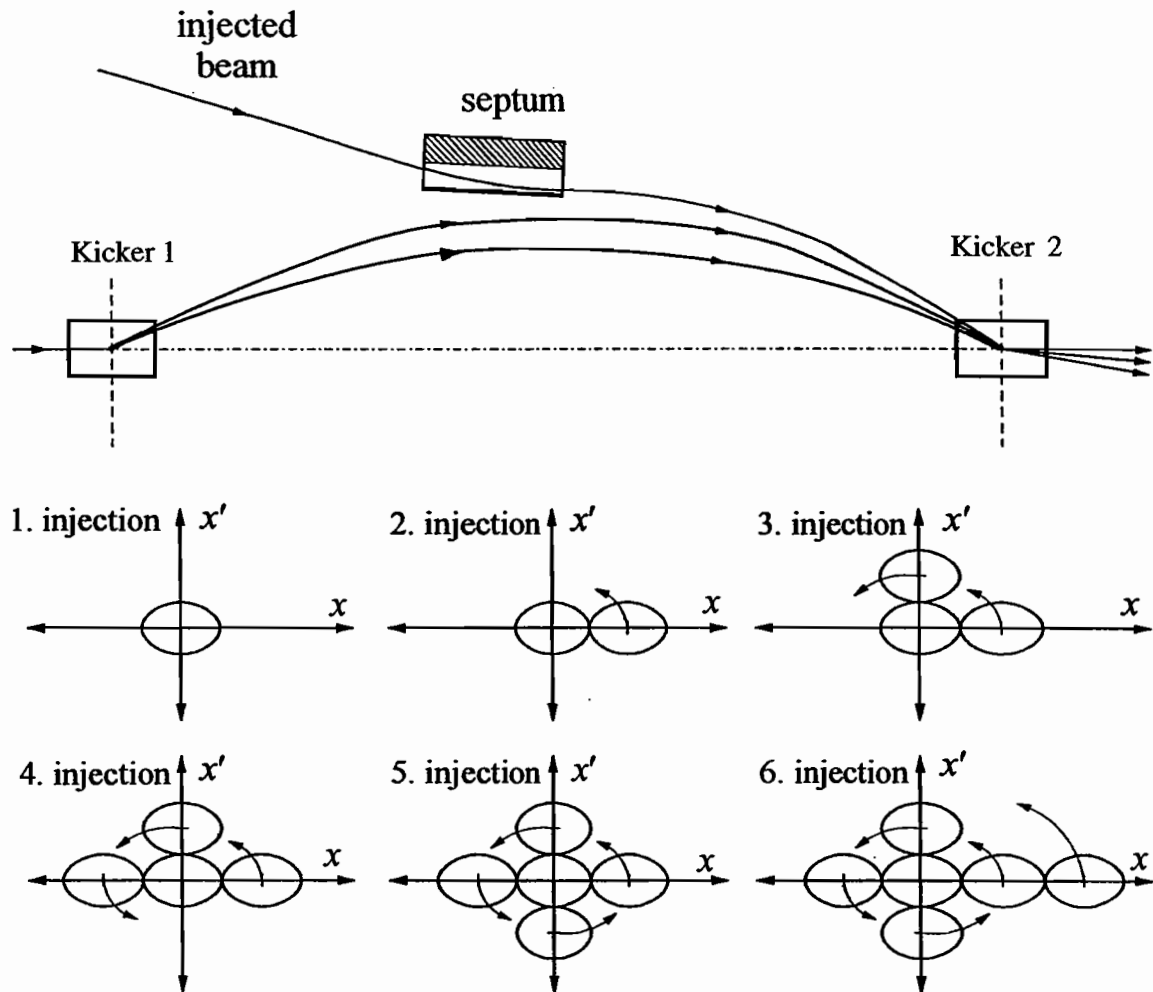 injected
beam
septum
Kicker 1
Kicker 2
1. injection x′
x
2. injection x′
x
3. injection x′
x
4. injection x′
x
5. injection x′
x
6. injection x′
x